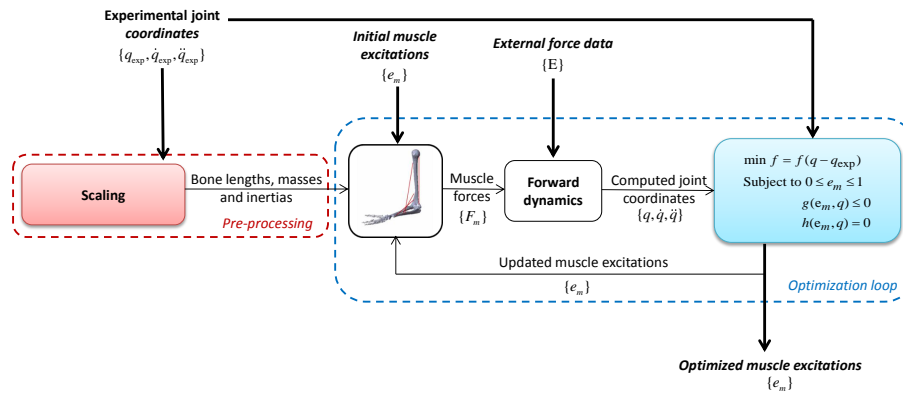 Experimental joint
coordinates
{q_exp, q̇_exp, q̈_exp}
Initial muscle
excitations
{e_m}
External force data
{E}
Scaling
Bone lengths, masses
and inertias
Pre-processing
Muscle
forces
{F_m}
Forward
dynamics
Computed joint
coordinates
{q, q̇, q̈}
min f = f(q − q_exp)
Subject to 0 ≤ e_m ≤ 1
g(e_m, q) ≤ 0
h(e_m, q) = 0
Updated muscle excitations
{e_m}
Optimization loop
Optimized muscle excitations
{e_m}